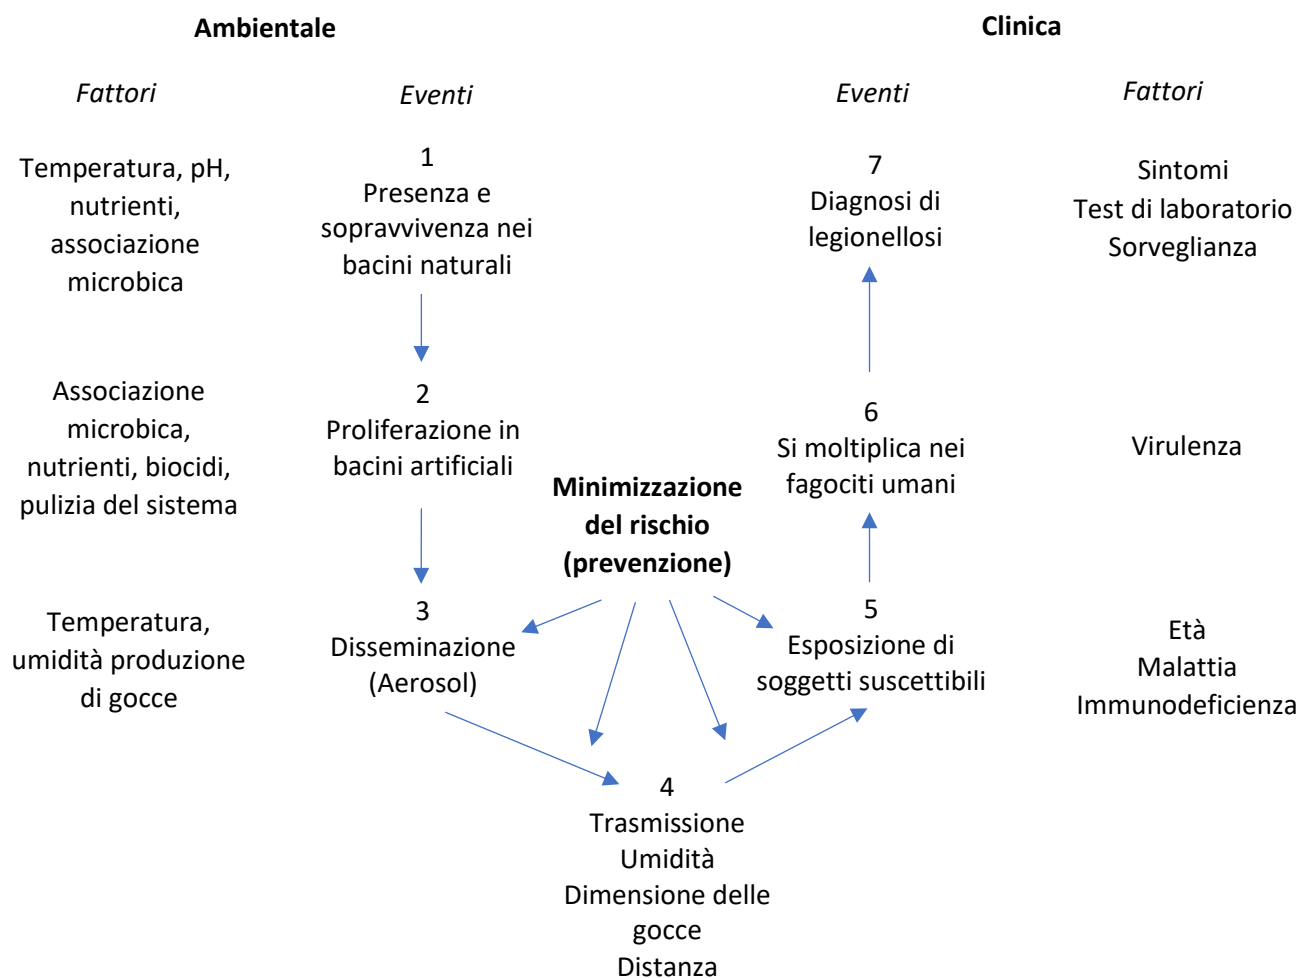 Ambientale
Clinica
Fattori
Eventi
Eventi
Fattori
Temperatura, pH,
nutrienti,
associazione
microbica
1
Presenza e
sopravvivenza nei
bacini naturali
7
Diagnosi di
legionellosi
Sintomi
Test di laboratorio
Sorveglianza
Associazione
microbica,
nutrienti, biocidi,
pulizia del sistema
2
Proliferazione in
bacini artificiali
6
Si moltiplica nei
fagociti umani
Virulenza
Minimizzazione
del rischio
(prevenzione)
Temperatura,
umidità produzione
di gocce
3
Disseminazione
(Aerosol)
5
Esposizione di
soggetti suscettibili
Età
Malattia
Immunodeficienza
4
Trasmissione
Umidità
Dimensione delle
gocce
Distanza